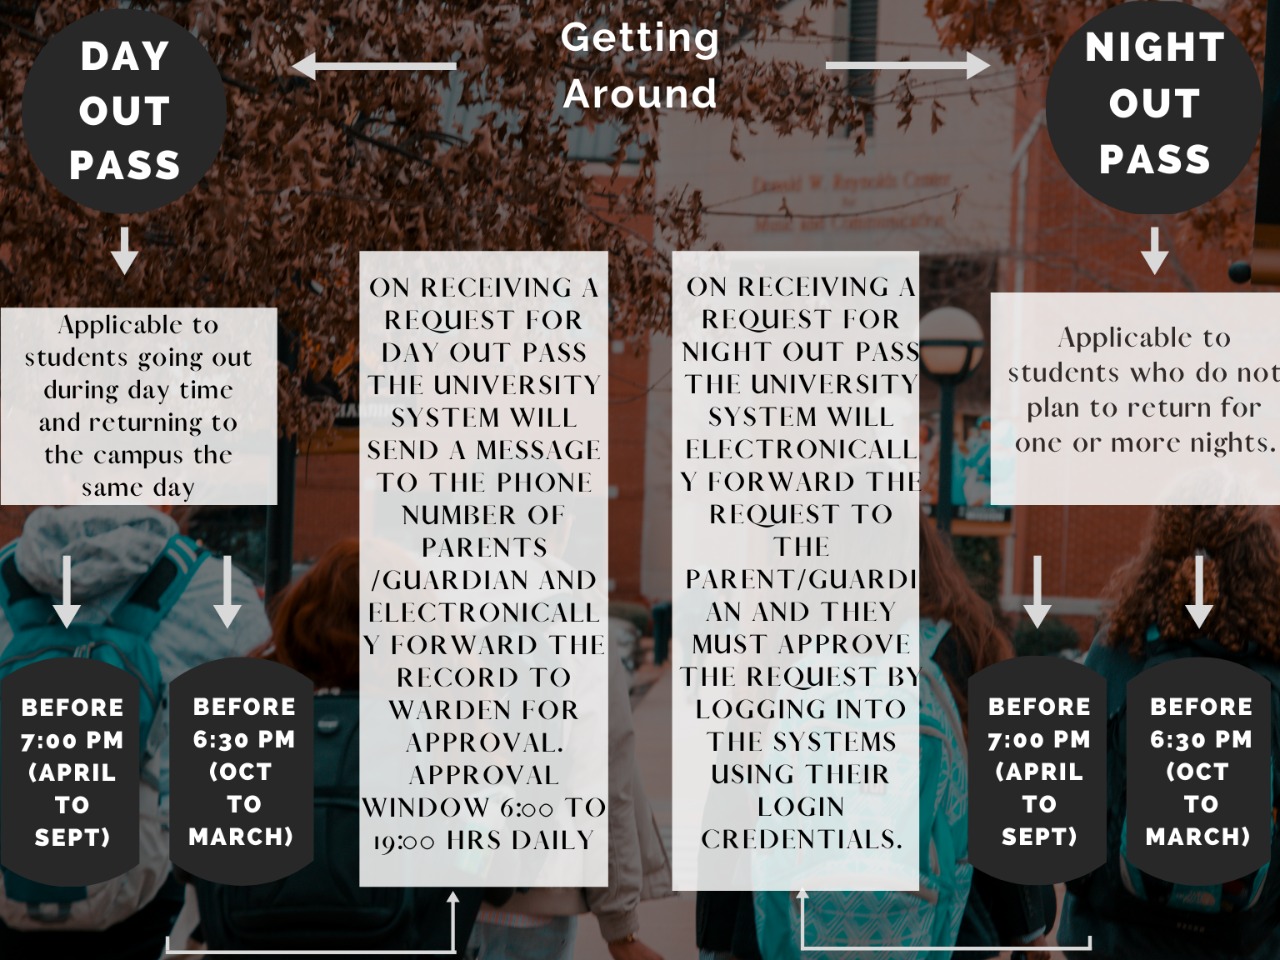 Getting
Around
DAY
OUT
PASS
Applicable to
students going out
during day time
and returning to
the campus the
same day
BEFORE
7:00 PM
(APRIL
TO
SEPT)
BEFORE
6:30 PM
(OCT
TO
MARCH)
ON RECEIVING A
REQUEST FOR
DAY OUT PASS
THE UNIVERSITY
SYSTEM WILL
SEND A MESSAGE
TO THE PHONE
NUMBER OF
PARENTS
/GUARDIAN AND
ELECTRONICALL
Y FORWARD THE
RECORD TO
WARDEN FOR
APPROVAL.
APPROVAL
WINDOW 6:00 TO
19:00 HRS DAILY
ON RECEIVING A
REQUEST FOR
NIGHT OUT PASS
THE UNIVERSITY
SYSTEM WILL
ELECTRONICALL
Y FORWARD THE
REQUEST TO
THE
PARENT/GUARDI
AN AND THEY
MUST APPROVE
THE REQUEST BY
LOGGING INTO
THE SYSTEMS
USING THEIR
LOGIN
CREDENTIALS.
NIGHT
OUT
PASS
Applicable to
students who do not
plan to return for
one or more nights.
BEFORE
7:00 PM
(APRIL
TO
SEPT)
BEFORE
6:30 PM
(OCT
TO
MARCH)
Donald W. Reynolds Center